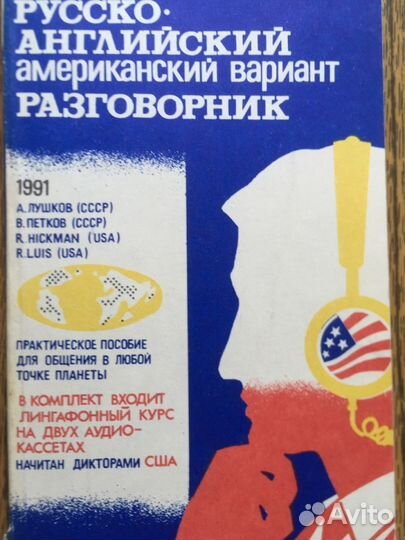 РУССКО-
АНГЛИЙСКИЙ
американский вариант
РАЗГОВОРНИК
1991
А.ЛУШКОВ (СССР)
В.ПЕТКОВ (СССР)
R.HICKMAN (USA)
R.LUIS (USA)
ПРАКТИЧЕСКОЕ ПОСОБИЕ
ДЛЯ ОБЩЕНИЯ В ЛЮБОЙ
ТОЧКЕ ПЛАНЕТЫ
В КОМПЛЕКТ ВХОДИТ
ЛИНГАФОННЫЙ КУРС
НА ДВУХ АУДИО-
КАССЕТАХ
НАЧИТАН ДИКТОРАМИ США
Avito